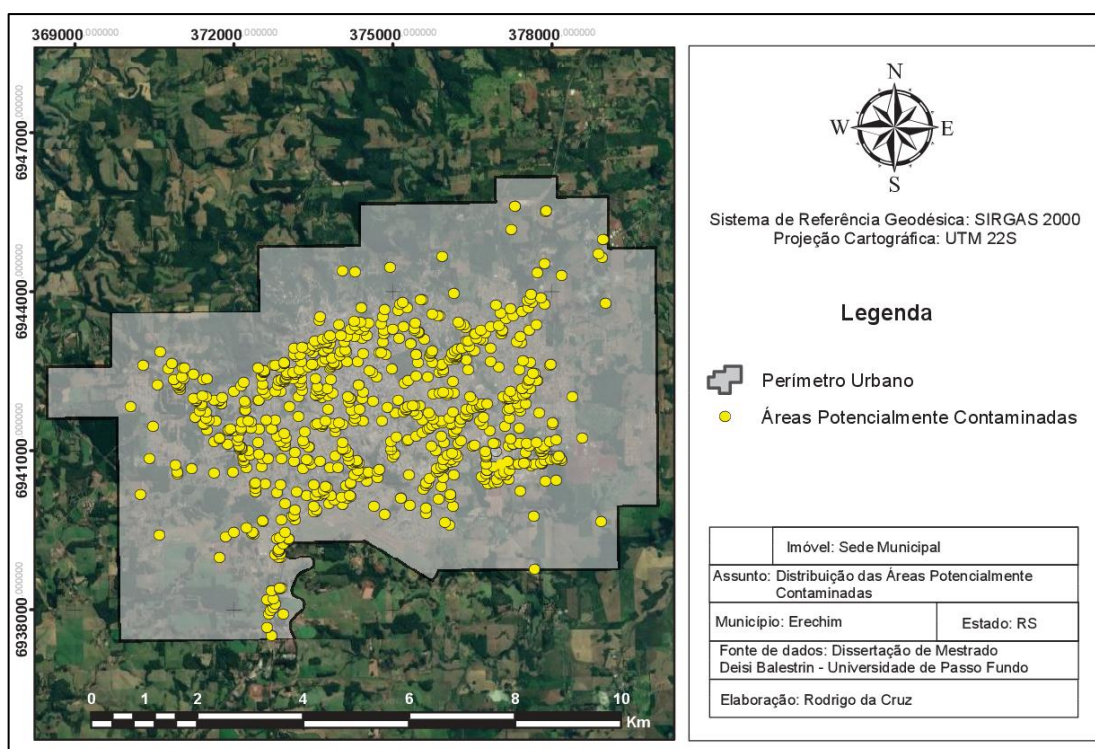 369000,000000 372000,000000 375000,000000 378000,000000
6947000,000000
6944000,000000
6941000,000000
6938000,000000
0 1 2 4 6 8 10
Km
N
W E
S
Sistema de Referência Geodésica: SIRGAS 2000
Projeção Cartográfica: UTM 22S
Legenda
Perímetro Urbano
Áreas Potencialmente Contaminadas
Imóvel: Sede Municipal
Assunto: Distribuição das Áreas Potencialmente
Contaminadas
Município: Erechim Estado: RS
Fonte de dados: Dissertação de Mestrado
Deisi Balestrin - Universidade de Passo Fundo
Elaboração: Rodrigo da Cruz